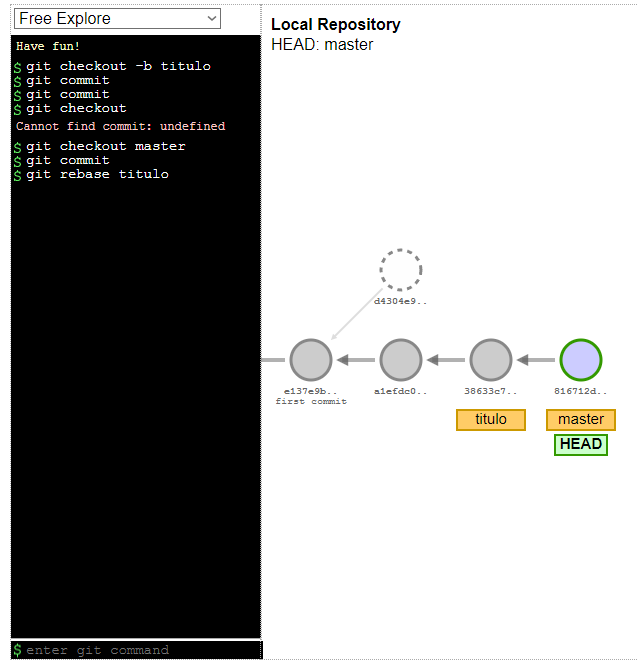 Free Explore
Have fun!
$ git checkout -b titulo
$ git commit
$ git commit
$ git checkout
Cannot find commit: undefined
$ git checkout master
$ git commit
$ git rebase titulo
$ enter git command
Local Repository
HEAD: master
d4304e9..
e137e9b..
first commit
a1efdc0..
38633c7..
816712d..
titulo
master
HEAD